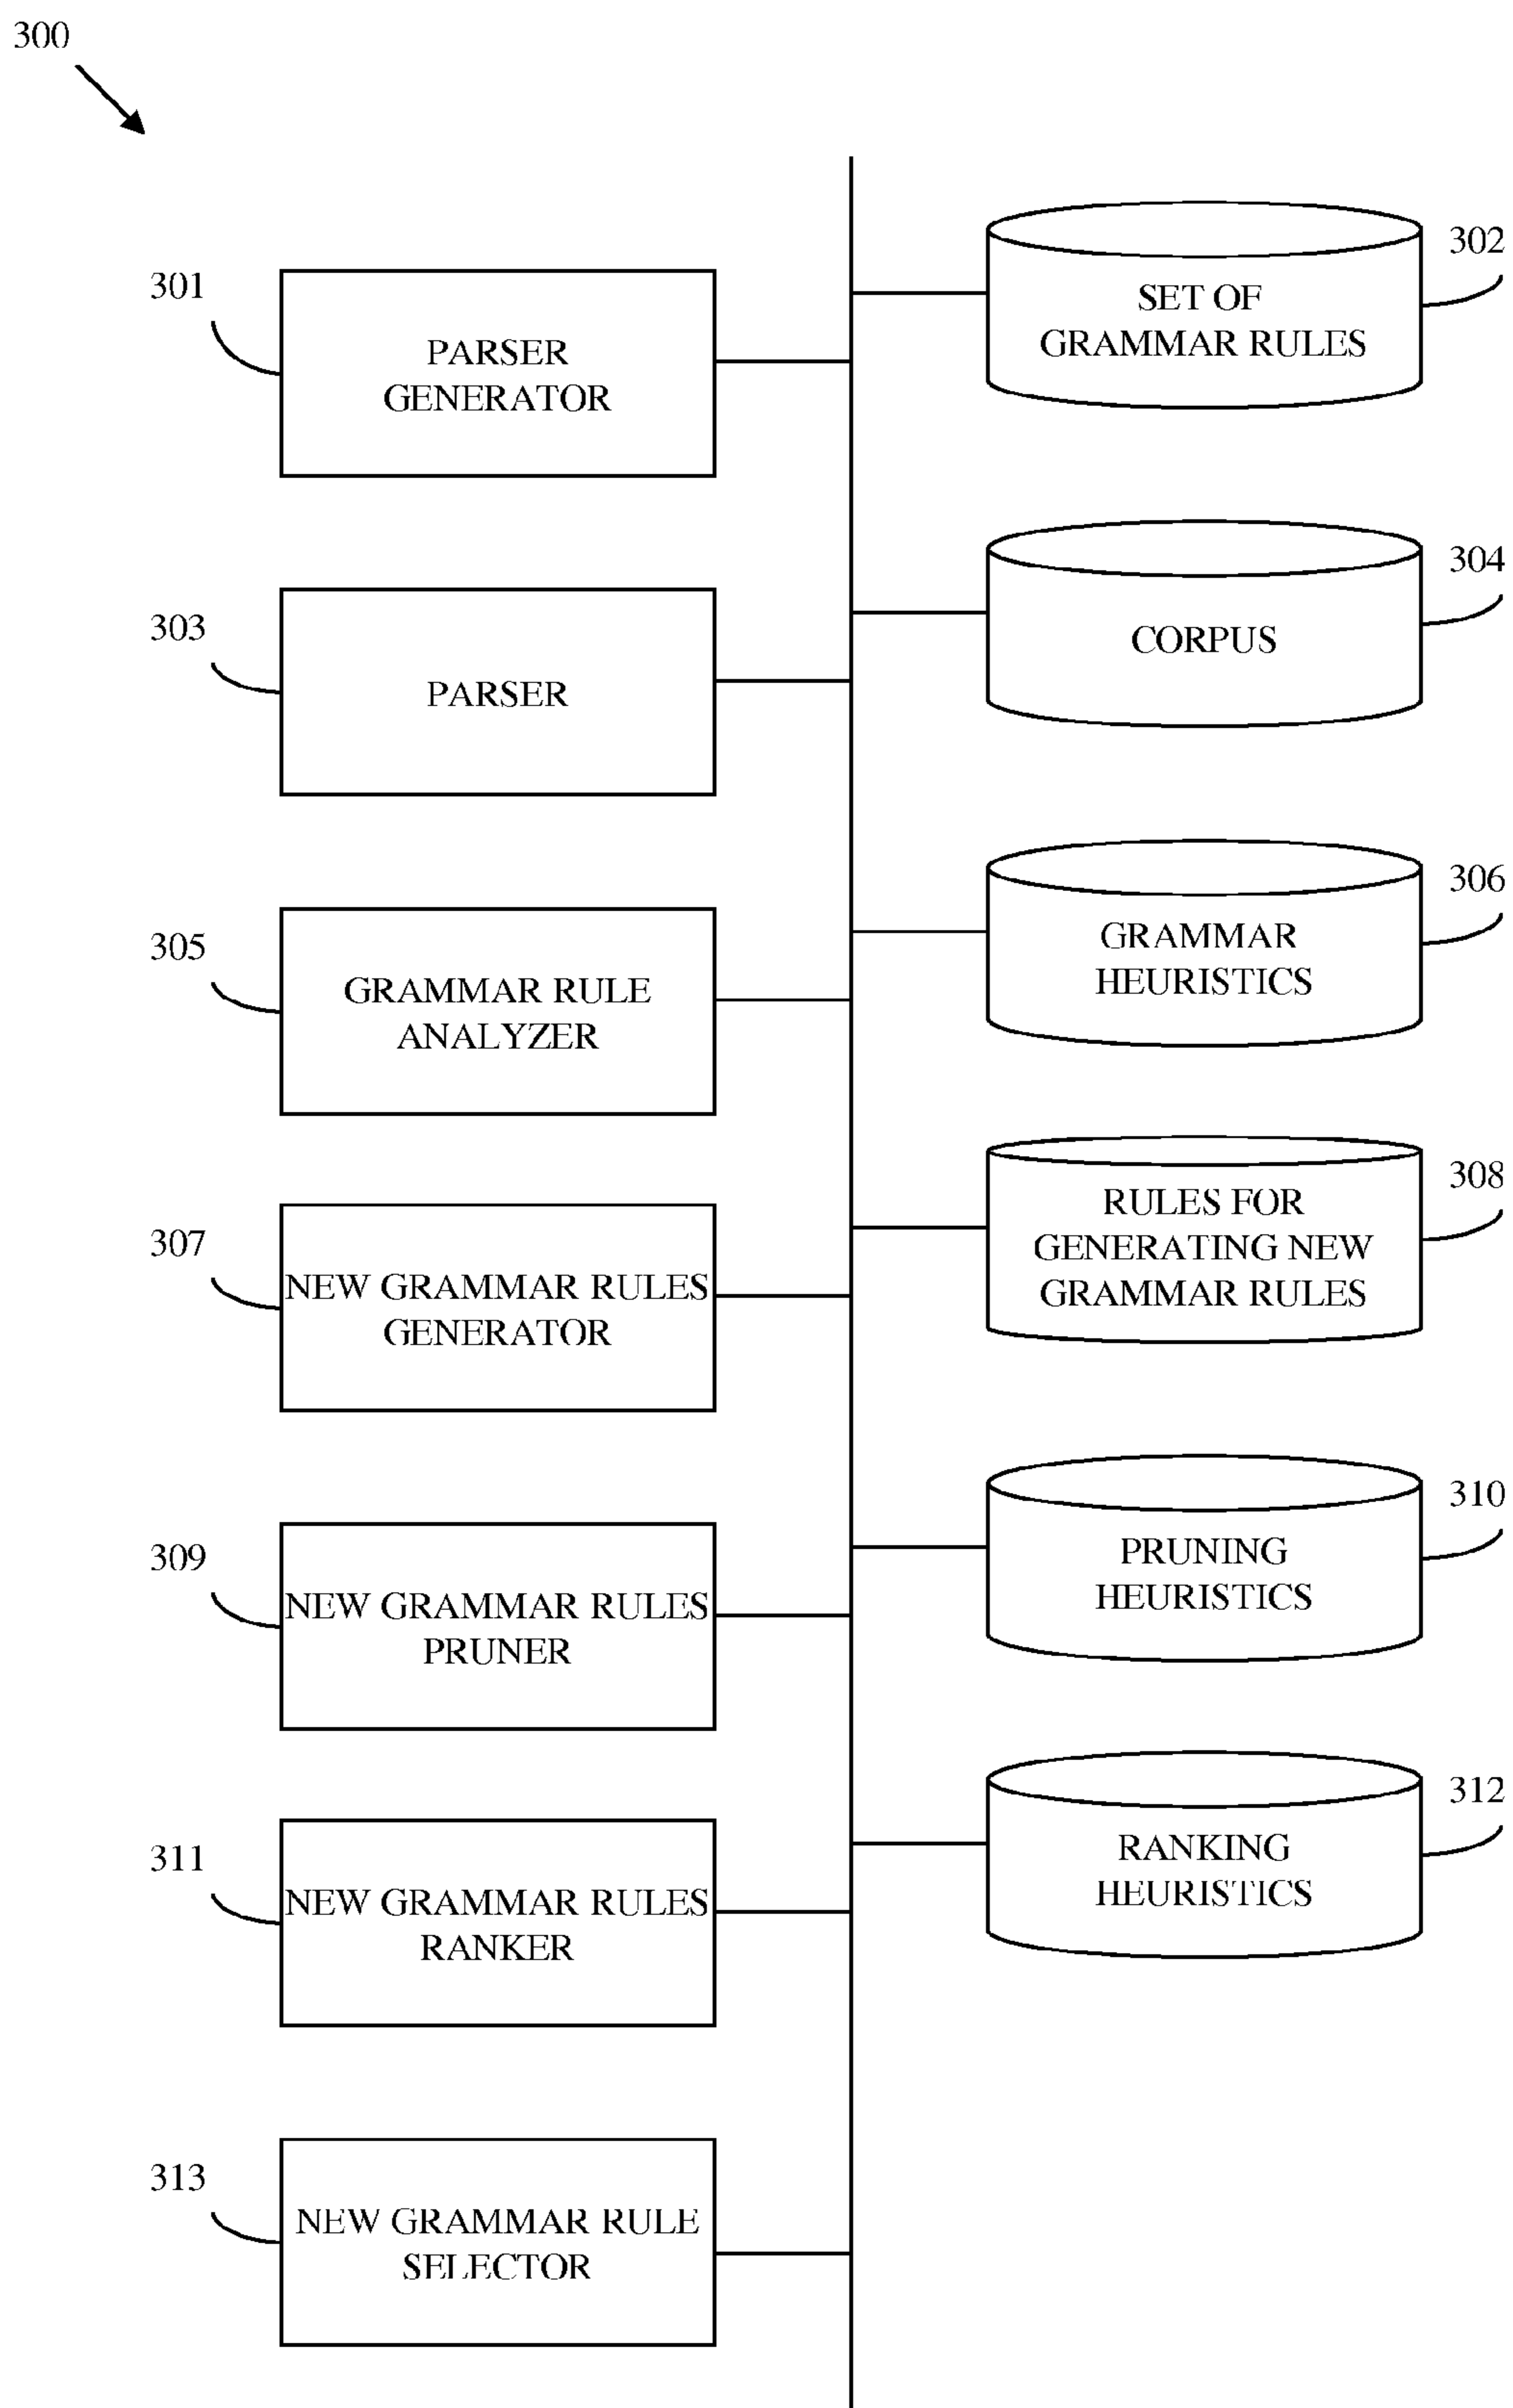 300
301
PARSER
GENERATOR
302
SET OF
GRAMMAR RULES
303
PARSER
304
CORPUS
305
GRAMMAR RULE
ANALYZER
306
GRAMMAR
HEURISTICS
307
NEW GRAMMAR RULES
GENERATOR
308
RULES FOR
GENERATING NEW
GRAMMAR RULES
309
NEW GRAMMAR RULES
PRUNER
310
PRUNING
HEURISTICS
311
NEW GRAMMAR RULES
RANKER
312
RANKING
HEURISTICS
313
NEW GRAMMAR RULE
SELECTOR